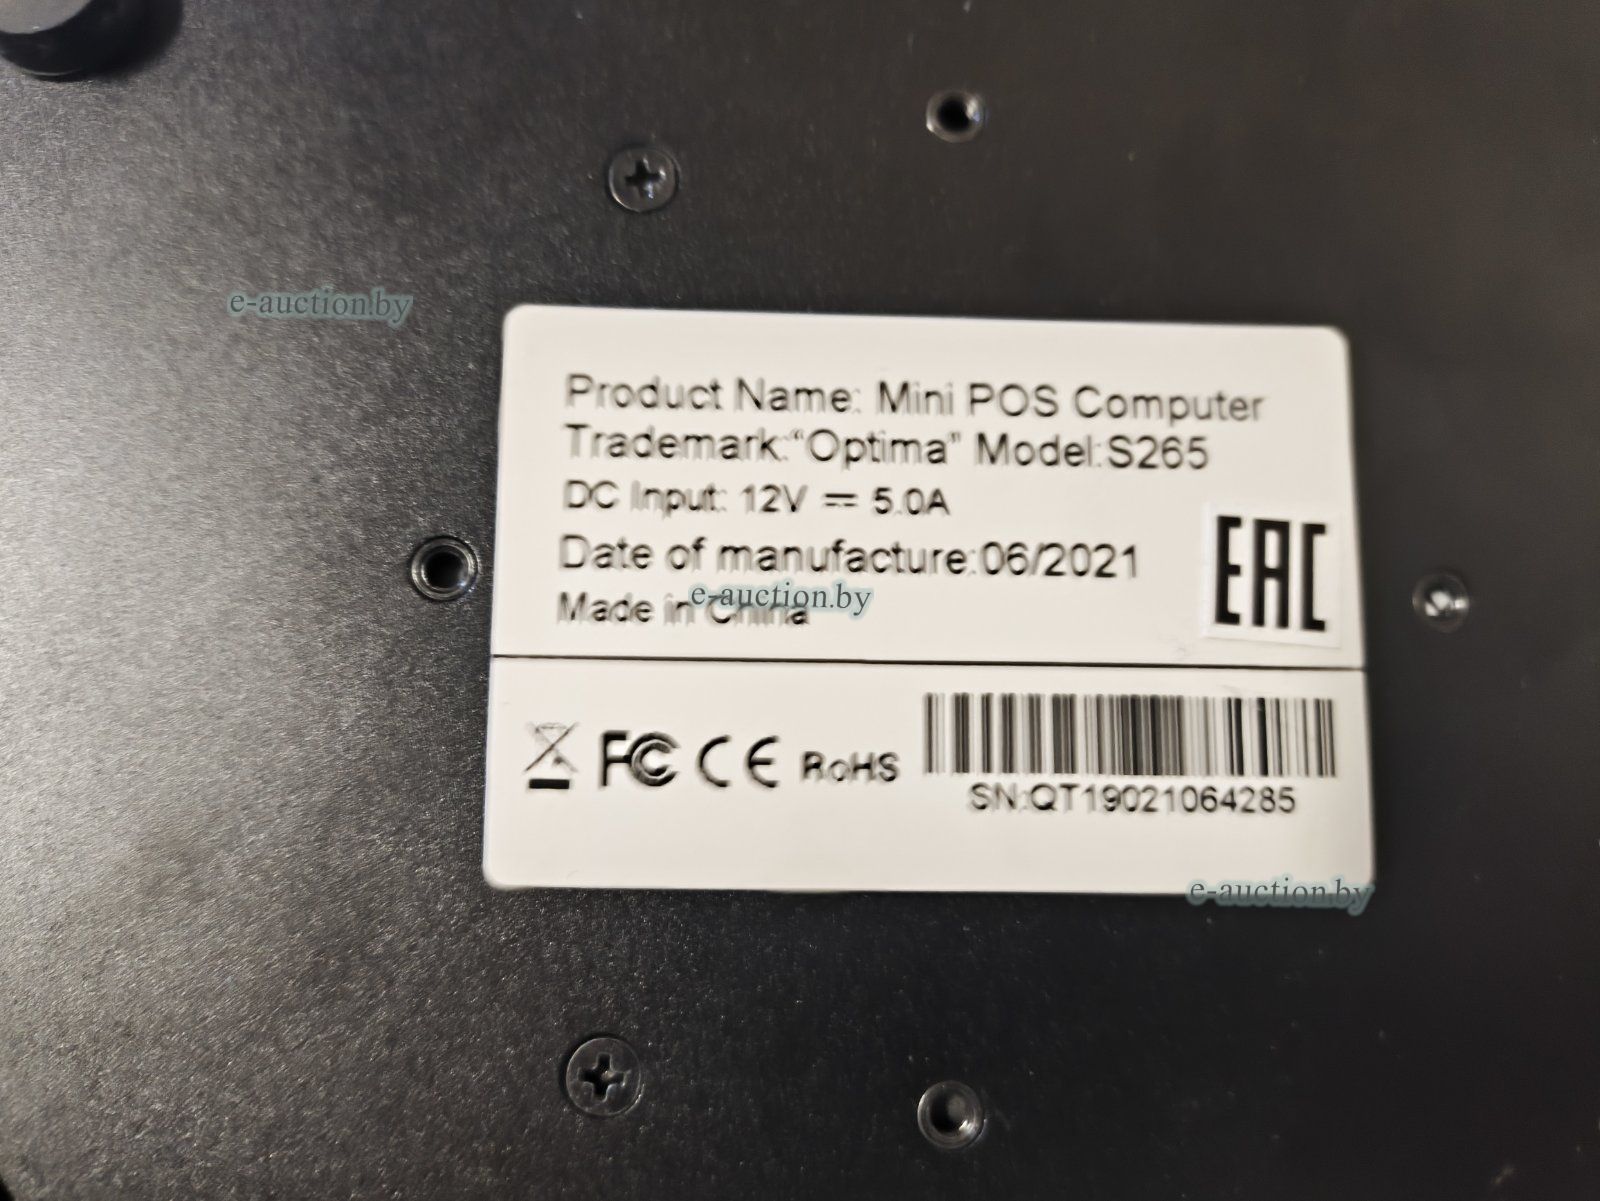 e-auction.by
Product Name: Mini POS Computer
Trademark:"Optima" Model:S265
DC Input: 12V ⎓ 5.0A
Date of manufacture:06/2021
Made in China
e-auction.by
EAC
FC CE RoHS
SN:QT19021064285
e-auction.by